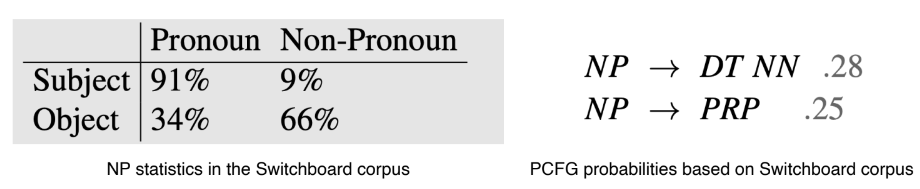 Pronoun Non-Pronoun
Subject 91% 9%
Object 34% 66%
NP statistics in the Switchboard corpus
NP → DT NN .28
NP → PRP .25
PCFG probabilities based on Switchboard corpus